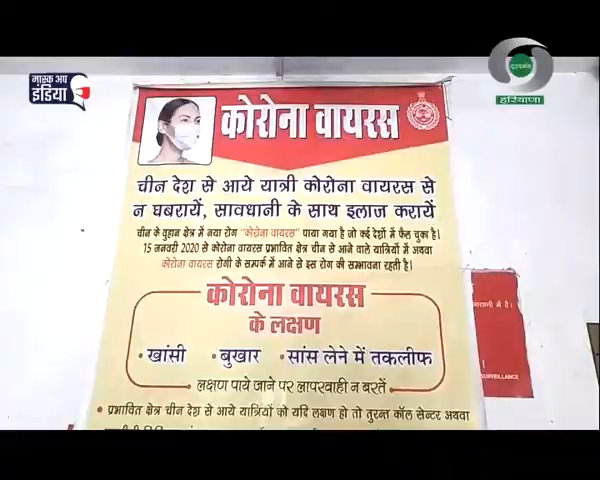 मास्क अप
इंडिया
दूरदर्शन
हरियाणा
कोरोना वायरस
चीन देश से आये यात्री कोरोना वायरस से
न घबरायें, सावधानी के साथ इलाज करायें
चीन के वुहान क्षेत्र में नया रोग "कोरोना वायरस" पाया गया है जो कई देशों में फैल चुका है।
15 जनवरी 2020 से कोरोना वायरस प्रभावित क्षेत्र चीन से आने वाले यात्रियों में अथवा
कोरोना वायरस रोगी के सम्पर्क में आने से इस रोग की सम्भावना रहती है।
कोरोना वायरस
के लक्षण
• खांसी • बुखार • सांस लेने में तकलीफ
लक्षण पाये जाने पर लापरवाही न बरतें
• प्रभावित क्षेत्र चीन देश से आये यात्रियों को यदि लक्षण हो तो तुरन्त कॉल सेन्टर अथवा
में है।
SURVEILLANCE